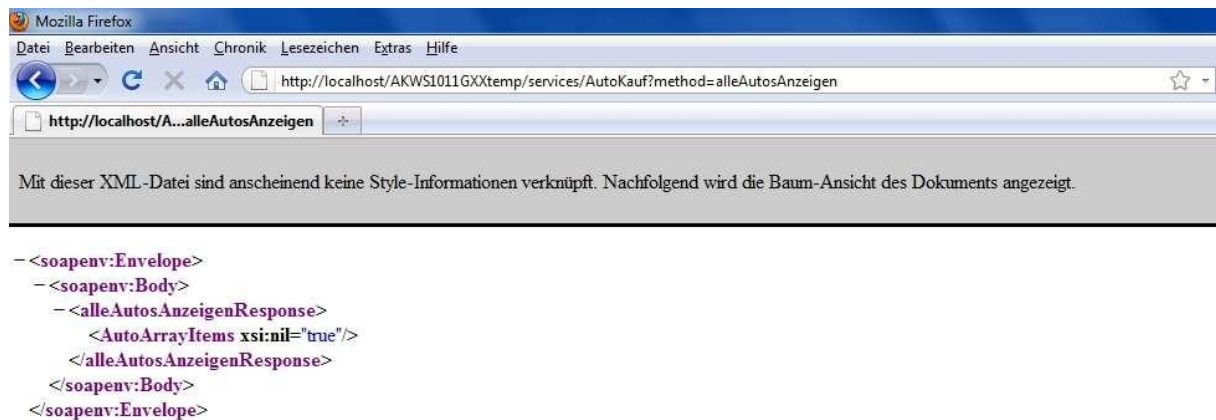 Mozilla Firefox
Datei Bearbeiten Ansicht Chronik Lesezeichen Extras Hilfe
http://localhost/AKWS1011GXXtemp/services/AutoKauf?method=alleAutosAnzeigen
http://localhost/A...alleAutosAnzeigen
Mit dieser XML-Datei sind anscheinend keine Style-Informationen verknüpft. Nachfolgend wird die Baum-Ansicht des Dokuments angezeigt.
−<soapenv:Envelope>
−<soapenv:Body>
−<alleAutosAnzeigenResponse>
<AutoArrayItems xsi:nil="true"/>
</alleAutosAnzeigenResponse>
</soapenv:Body>
</soapenv:Envelope>